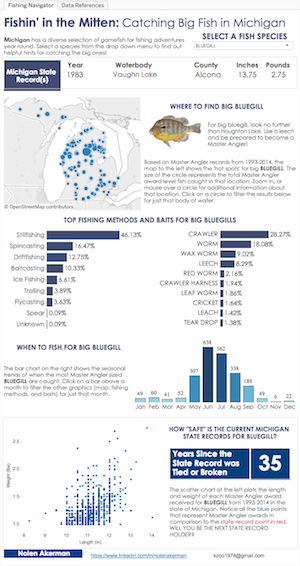 Fishing Navigator Data References
Fishin' in the Mitten: Catching Big Fish in Michigan
Michigan has a diverse selection of gamefish for fishing adventures
year round. Select a species from the drop down menu to find out
helpful hints for catching the big ones!
SELECT A FISH SPECIES
BLUEGILL
Michigan State
Record(s)
Year Waterbody County Inches Pounds
1983 Vaughn Lake Alcona 13.75 2.75
WHERE TO FIND BIG BLUEGILL
For big bluegill, look no further
than Houghton Lake. Use a leech
and be prepared to become a
Master Angler!
Based on Master Angler records from 1993-2014, the
map to the left shows the 'hot spots' for big BLUEGILL. The
size of the circle represents the total Master Angler
award level fish caught in that location. Zoom in, or
mouse over a circle for additional information about
that location. Click on a circle to filter the results below
for just that body of water.
© OpenStreetMap contributors
TOP FISHING METHODS AND BAITS FOR BIG BLUEGILLS
Stillfishing 46.13%
Spincasting 16.47%
Driftfishing 12.73%
Baitcasting 10.33%
Ice Fishing 6.61%
Trolling 3.89%
Flycasting 3.63%
Spear 0.09%
Unknown 0.09%
CRAWLER 28.27%
WORM 18.08%
WAX WORM 9.02%
LEECH 8.29%
RED WORM 2.16%
CRAWLER HARNESS 1.94%
LEAF WORM 1.86%
CRICKET 1.64%
LEACH 1.42%
TEAR DROP 1.38%
WHEN TO FISH FOR BIG BLUEGILL
The bar chart on the right shows the seasonal
trends of when the most Master Angler sized
BLUEGILL are caught. Click on a bar above a
month to filter the other graphics (map, fishing
methods, and baits) for just that month.
49 60 41 52 307 638 562 338 189 49 9 22
Jan Feb Mar Apr May Jun Jul Aug Sep Oct Nov Dec
HOW "SAFE" IS THE CURRENT MICHIGAN
STATE RECORDS FOR BLUEGILL?
Years Since the
State Record was
Tied or Broken
35
The scatter chart at the left plots the length
and weight of each Master Angler award
received for BLUEGILL from 1993-2014 in the
state of Michigan. Notice all the blue points
that represent Master Angler awards in
comparison to the state record point in red.
WILL YOU BE THE NEXT STATE RECORD
HOLDER?
Weight (lbs)
2.5
2.0
1.5
1.0
0.5
8 10 12 14
Length (in)
Nolen Akerman
https://www.linkedin.com/in/nolenakerman
kzoo1978@gmail.com